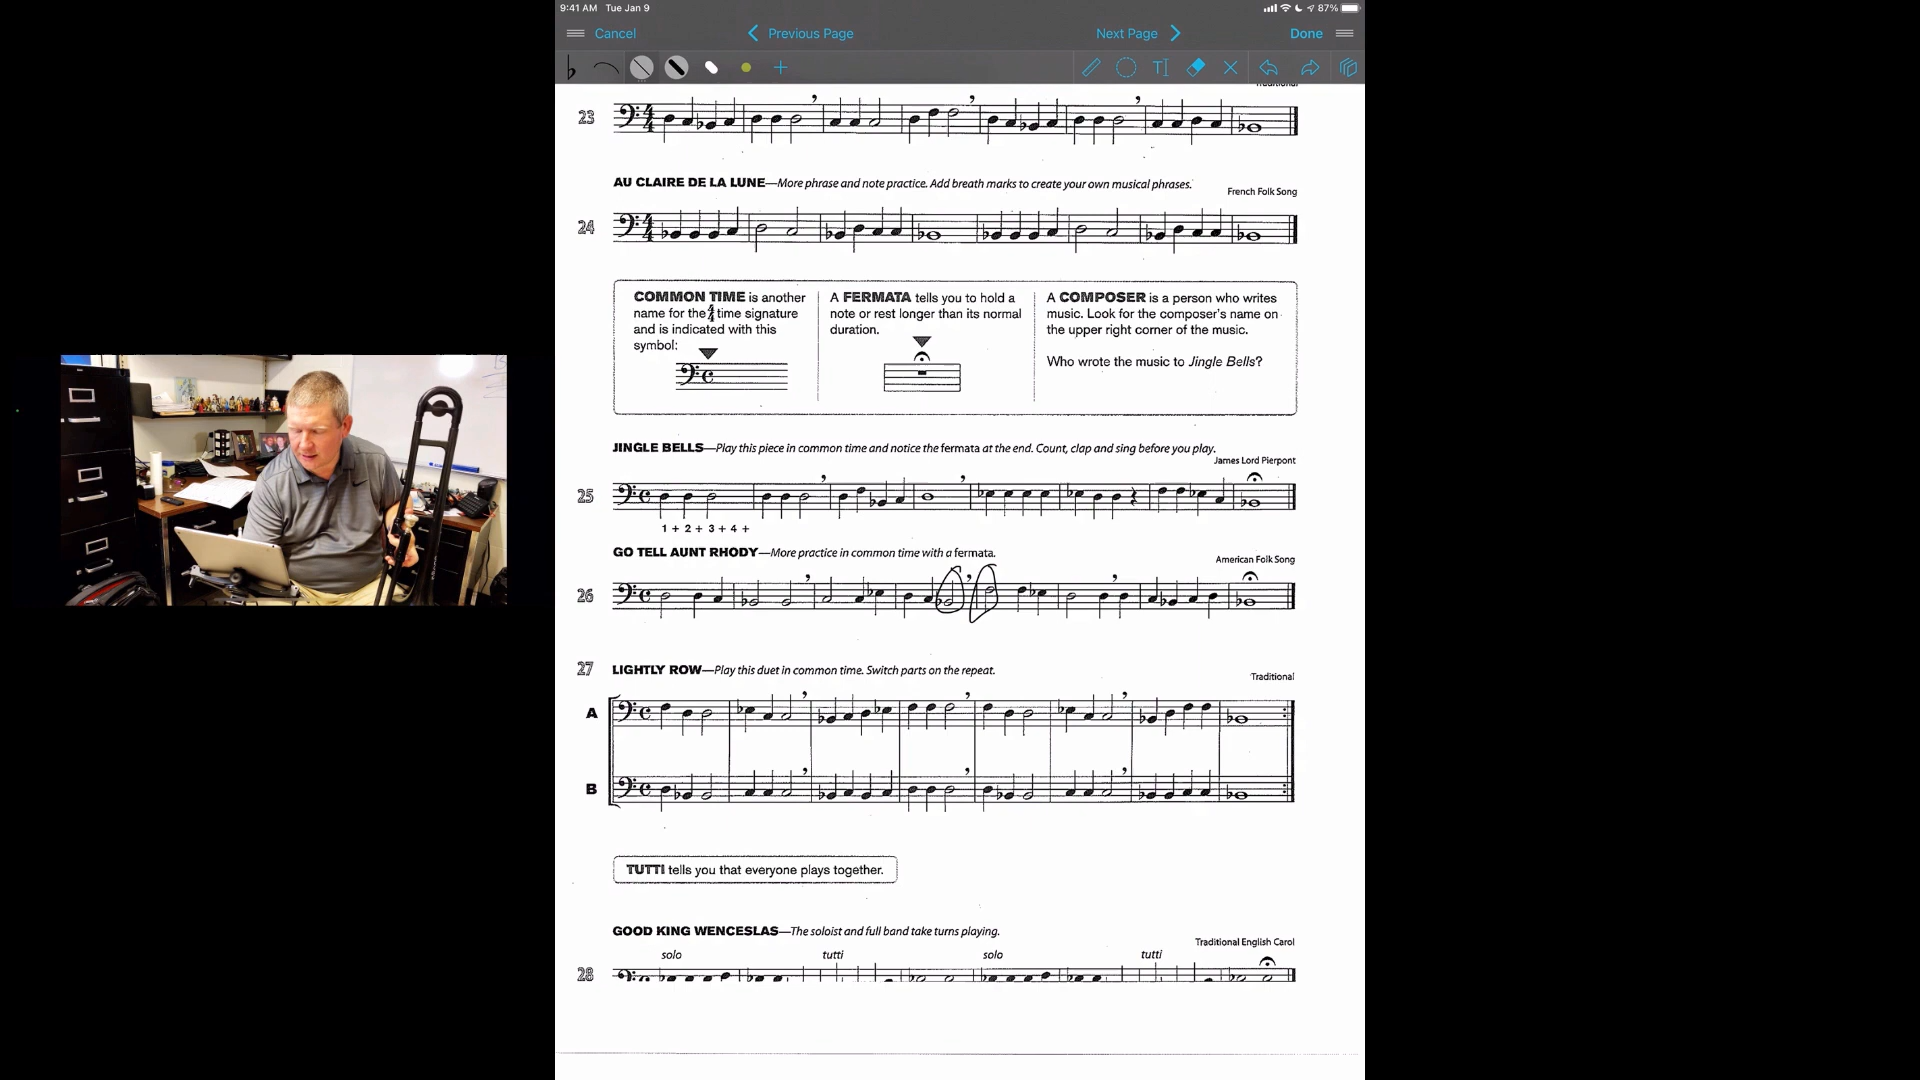 9:41 AM Tue Jan 9
87%
Cancel
Previous Page
Next Page
Done
Traditional
23
AU CLAIRE DE LA LUNE—More phrase and note practice. Add breath marks to create your own musical phrases.
French Folk Song
24
COMMON TIME is another
name for the 4/4 time signature
and is indicated with this
symbol:
A FERMATA tells you to hold a
note or rest longer than its normal
duration.
A COMPOSER is a person who writes
music. Look for the composer's name on
the upper right corner of the music.
Who wrote the music to Jingle Bells?
JINGLE BELLS—Play this piece in common time and notice the fermata at the end. Count, clap and sing before you play.
James Lord Pierpont
25
1 + 2 + 3 + 4 +
GO TELL AUNT RHODY—More practice in common time with a fermata.
American Folk Song
26
27 LIGHTLY ROW—Play this duet in common time. Switch parts on the repeat.
Traditional
A
B
TUTTI tells you that everyone plays together.
GOOD KING WENCESLAS—The soloist and full band take turns playing.
Traditional English Carol
solo tutti solo tutti
28